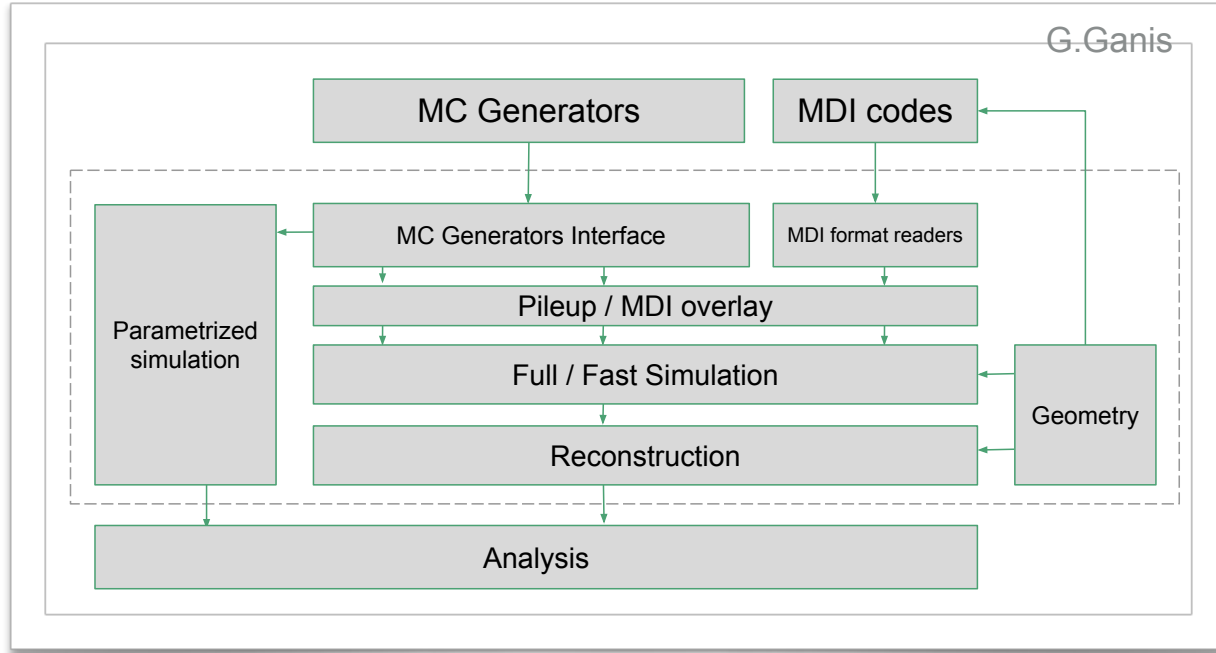 G.Ganis
MC Generators
MDI codes
MC Generators Interface
MDI format readers
Pileup / MDI overlay
Parametrized
simulation
Full / Fast Simulation
Geometry
Reconstruction
Analysis